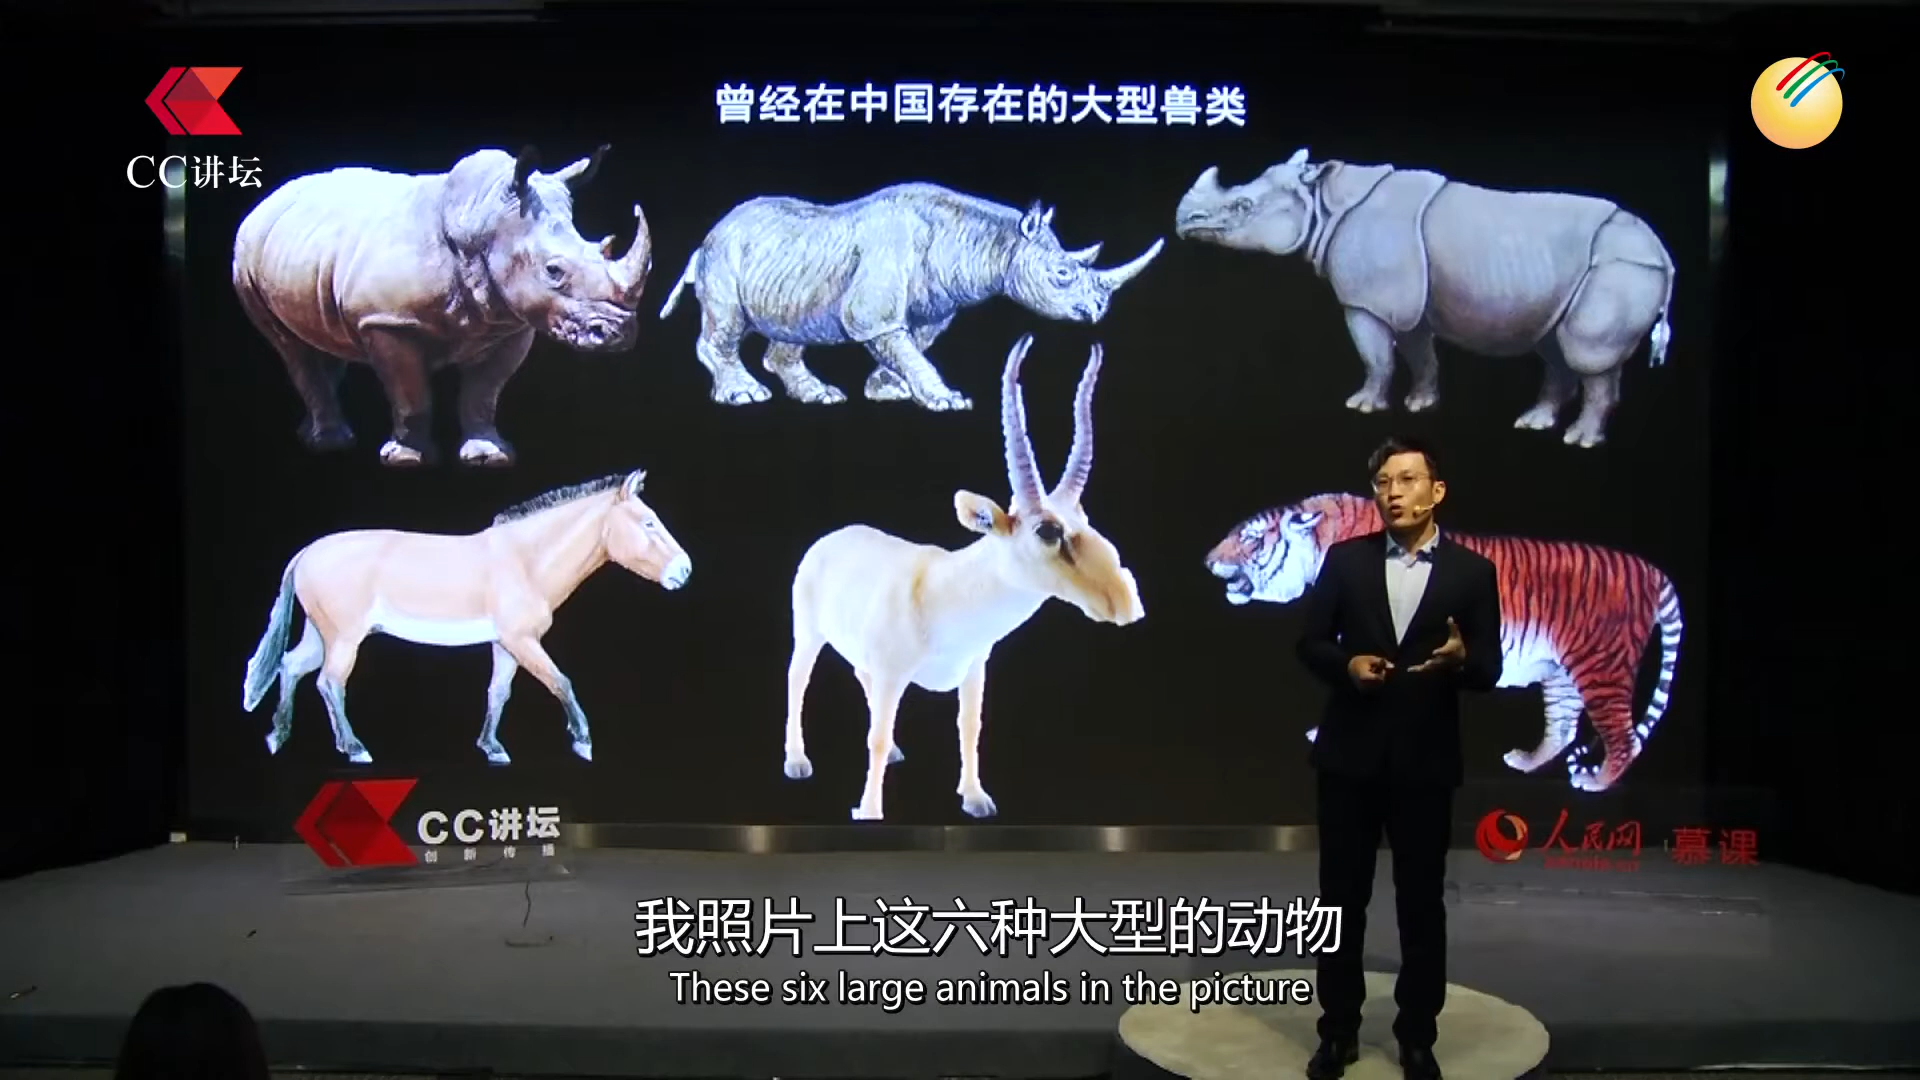 曾经在中国存在的大型兽类
CC讲坛
CC讲坛
创新传播
人民网
慕课
我照片上这六种大型的动物
These six large animals in the picture